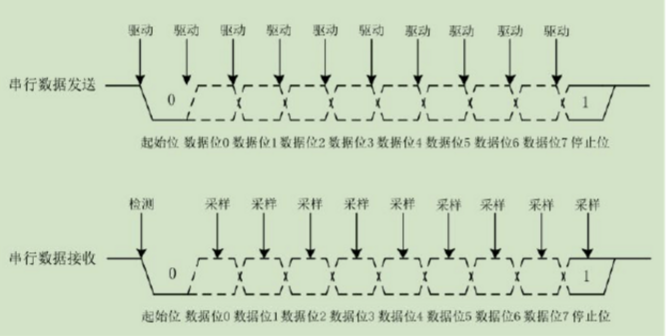 驱动 驱动 驱动 驱动 驱动 驱动 驱动 驱动 驱动 驱动
串行数据发送
0 1
起始位 数据位0 数据位1 数据位2 数据位3 数据位4 数据位5 数据位6 数据位7 停止位
检测 采样 采样 采样 采样 采样 采样 采样 采样 采样
串行数据接收
0 1
起始位 数据位0 数据位1 数据位2 数据位3 数据位4 数据位5 数据位6 数据位7 停止位